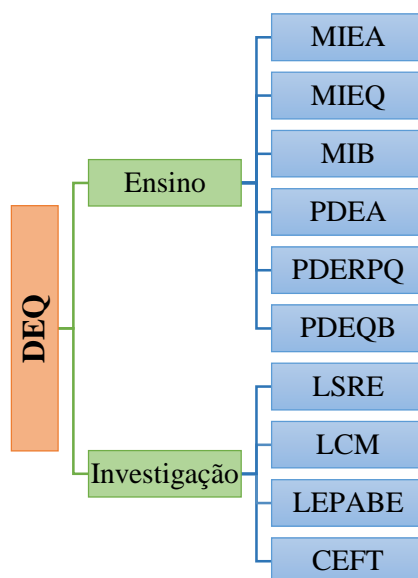 DEQ
Ensino
MIEA
MIEQ
MIB
PDEA
PDERPQ
PDEQB
Investigação
LSRE
LCM
LEPABE
CEFT